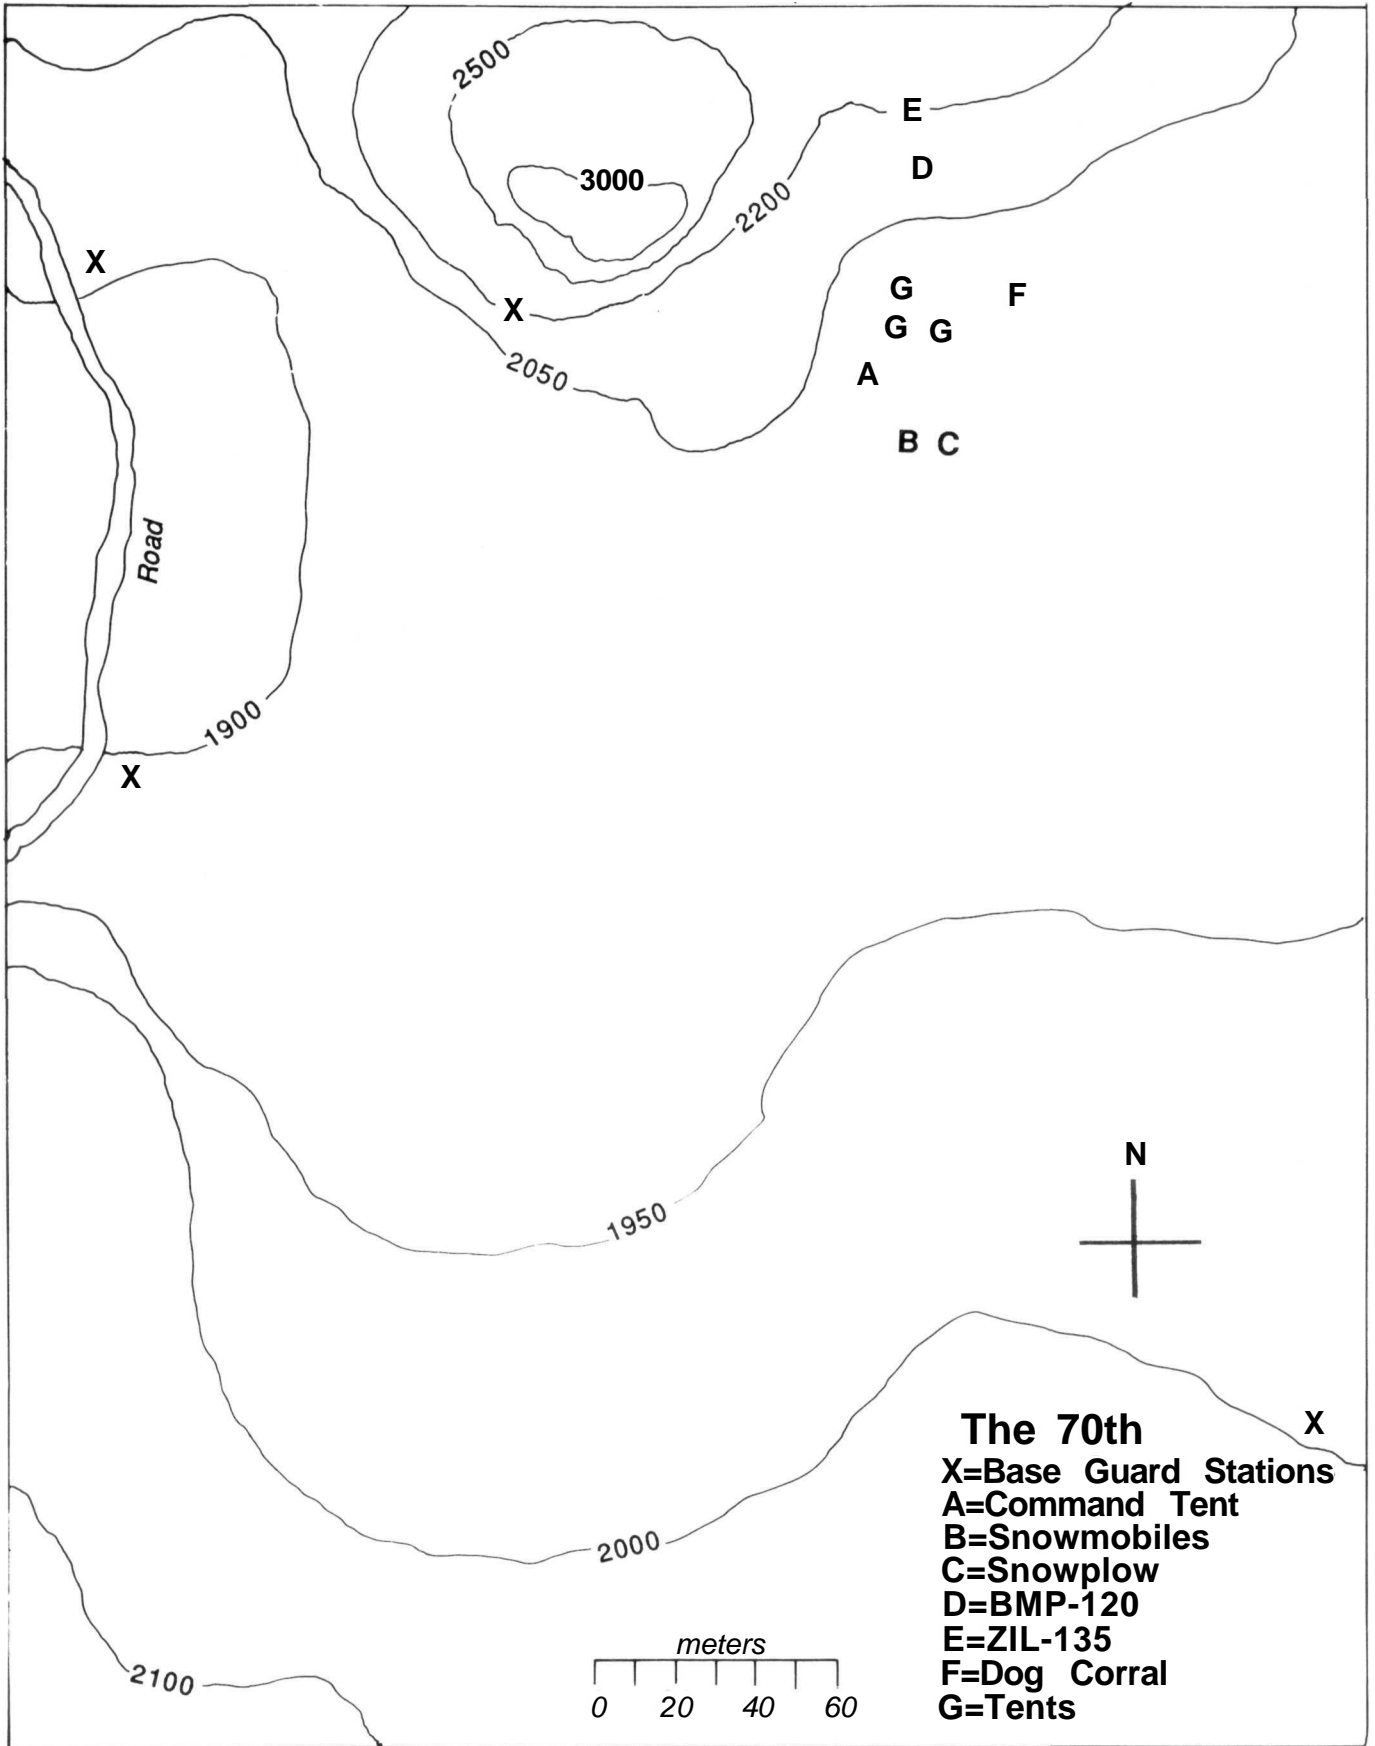 2500
E
D
3000
2200
X
G
F
X
G G
2050
A
B C
Road
1900
X
N
1950
X
The 70th
X=Base Guard Stations
A=Command Tent
B=Snowmobiles
C=Snowplow
2000
D=BMP-120
E=ZIL-135
meters
F=Dog Corral
2100
0 20 40 60
G=Tents